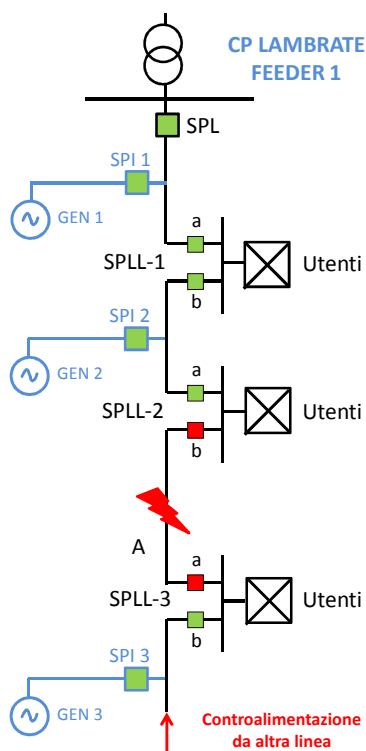 CP LAMBRATE
FEEDER 1
SPL
SPI 1
GEN 1
a
SPLL-1
Utenti
b
SPI 2
GEN 2
a
SPLL-2
Utenti
b
A
a
SPLL-3
Utenti
b
SPI 3
GEN 3
Controalimentazione
da altra linea